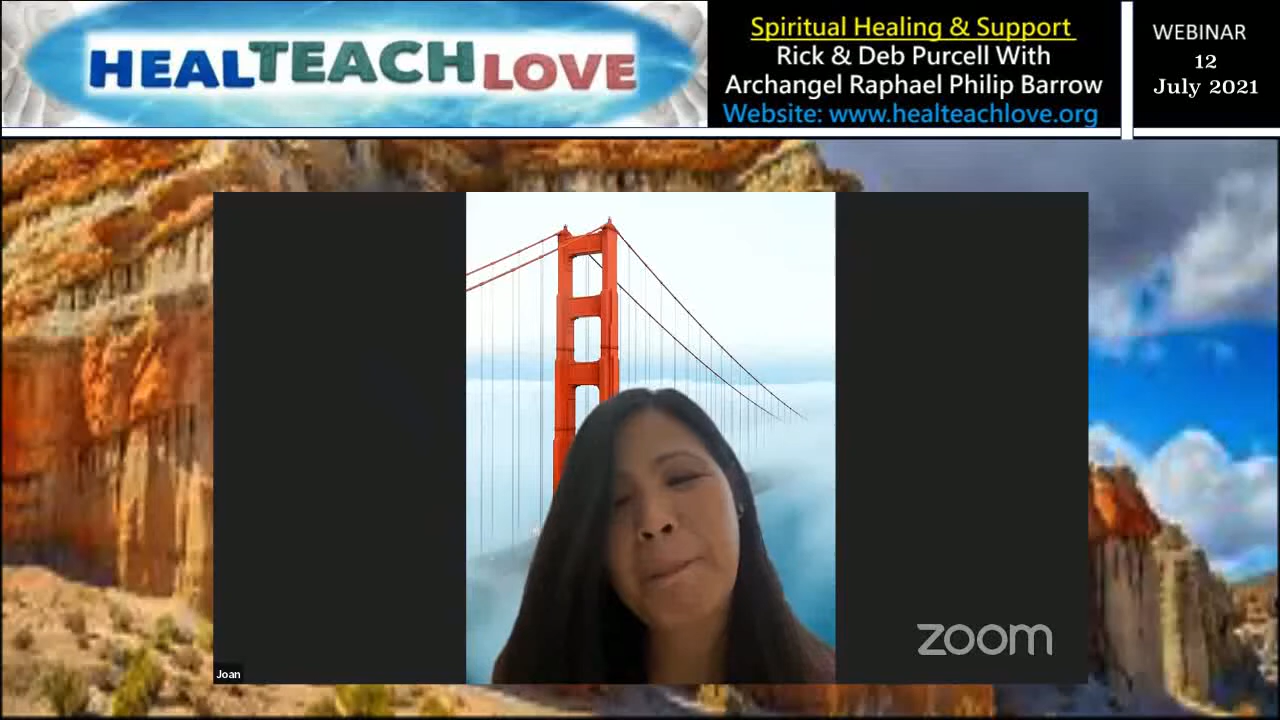 HEALTEACHLOVE
Spiritual Healing & Support
Rick & Deb Purcell With
Archangel Raphael Philip Barrow
Website: www.healteachlove.org
WEBINAR
12
July 2021
zoom
Joan